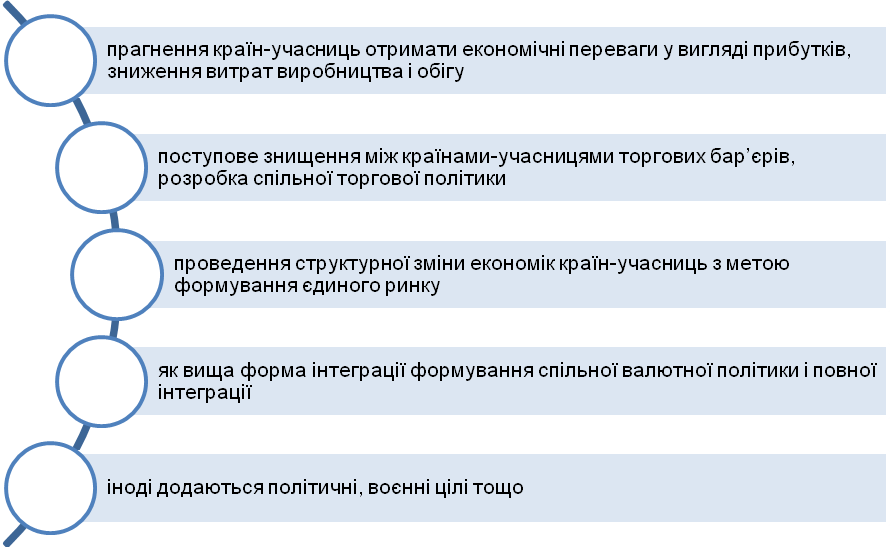 прагнення країн-учасниць отримати економічні переваги у вигляді прибутків,
зниження витрат виробництва і обігу
поступове знищення між країнами-учасницями торгових бар’єрів,
розробка спільної торгової політики
проведення структурної зміни економік країн-учасниць з метою
формування єдиного ринку
як вища форма інтеграції формування спільної валютної політики і повної
інтеграції
іноді додаються політичні, воєнні цілі тощо